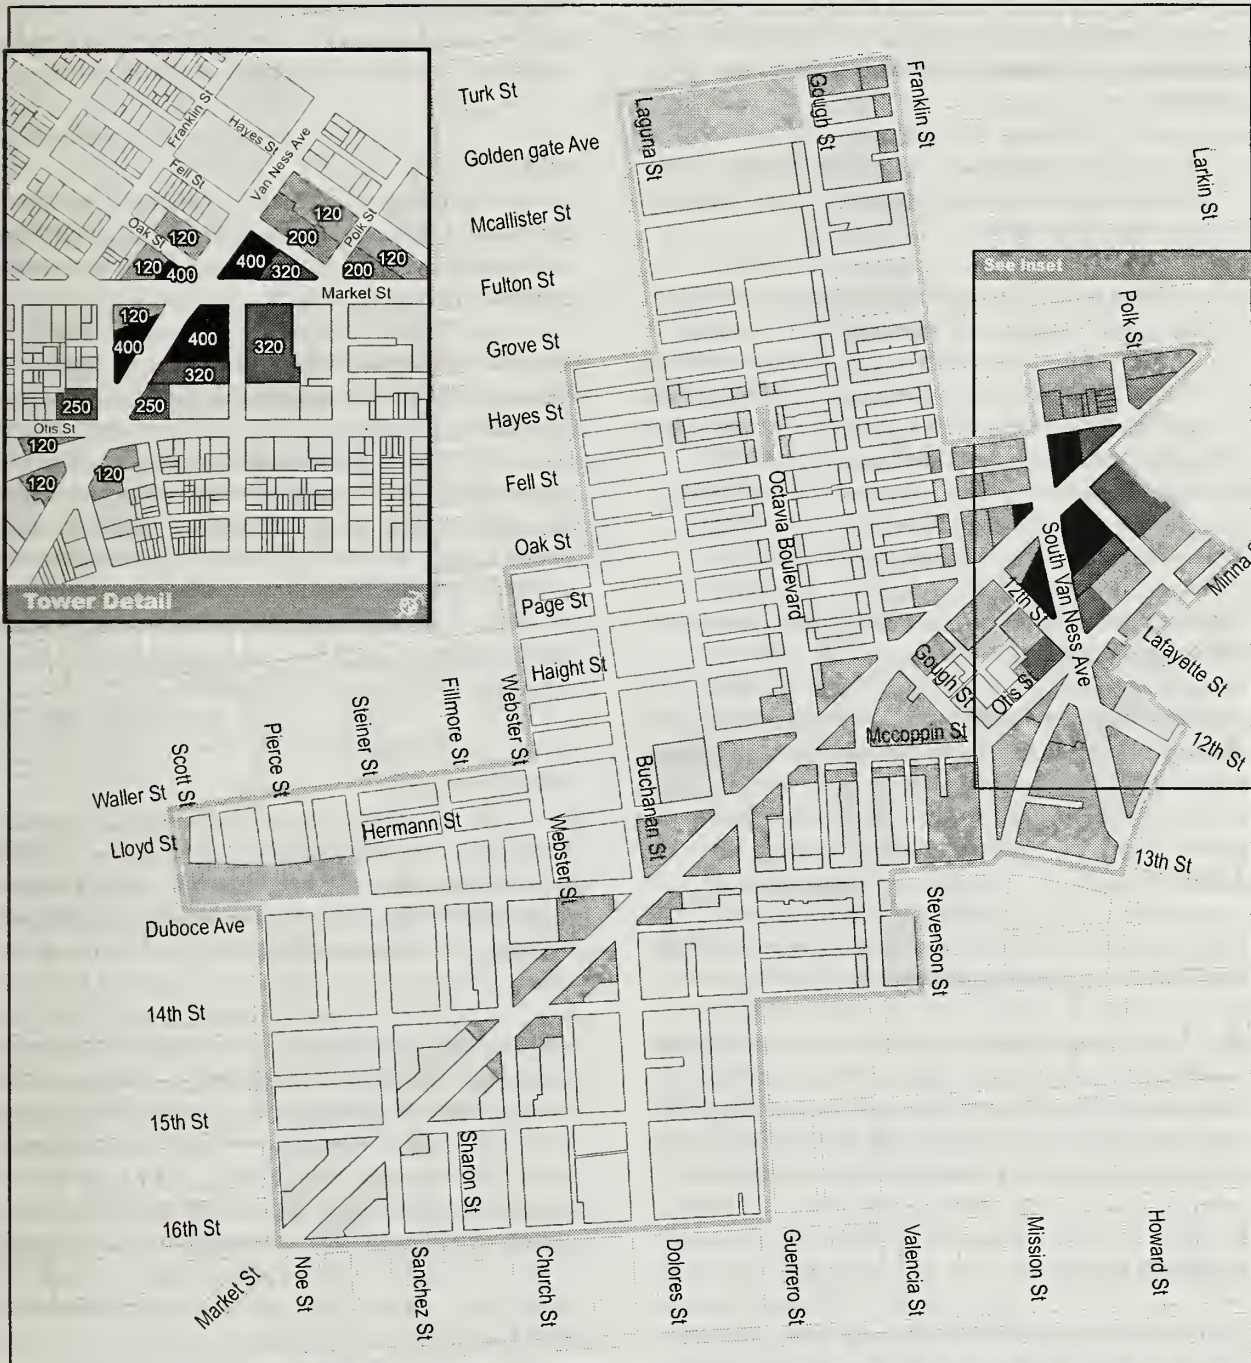 Franklin St
Hayes St
Van Ness Ave
Fell St
Polk St
Oak St
120
200
120
120
400
320
200
120
400
Market St
120
400
400
320
320
250
250
Otis St
120
120
120
Tower Detail
Turk St
Golden gate Ave
Mcallister St
Fulton St
Grove St
Hayes St
Fell St
Oak St
Page St
Haight St
Laguna St
Gough St
Franklin St
Larkin St
See Inset
Polk St
Octavia Boulevard
South Van Ness Ave
12th St
Gough St
Otis St
Minna
Lafayette St
12th St
Mccoppin St
13th St
Scott St
Pierce St
Steiner St
Fillmore St
Webster St
Waller St
Lloyd St
Hermann St
Webster St
Buchanan St
Duboce Ave
Stevenson St
14th St
15th St
Sharon St
16th St
Market St
Noe St
Sanchez St
Church St
Dolores St
Guerrero St
Valencia St
Mission St
Howard St